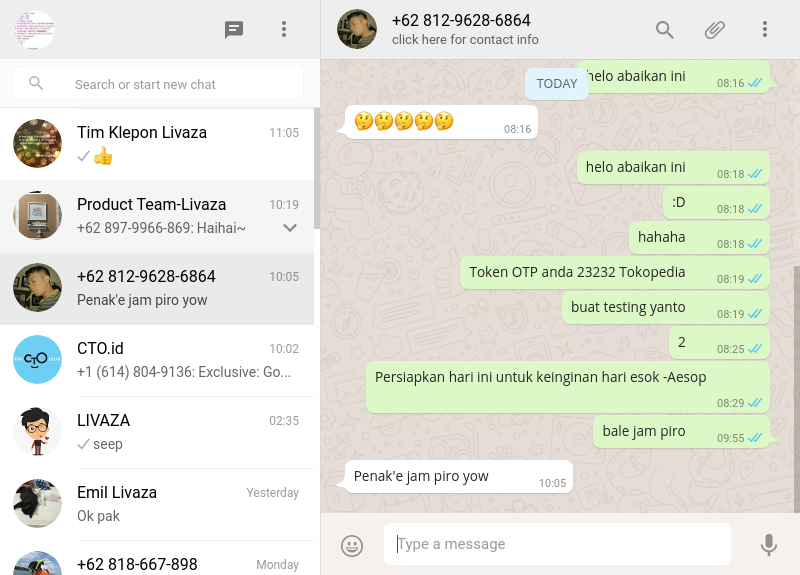 Search or start new chat
Tim Klepon Livaza 11:05
👍
Product Team-Livaza 10:19
+62 897-9966-869: Haihai~
+62 812-9628-6864 10:05
Penak'e jam piro yow
CTO.id 10:02
+1 (614) 804-9136: Exclusive: Go...
THE CTO CLUB
LIVAZA 02:35
seep
Emil Livaza Yesterday
Ok pak
+62 818-667-898 Monday
+62 812-9628-6864
click here for contact info
helo abaikan ini 08:16
TODAY
🤔🤔🤔🤔🤔 08:16
helo abaikan ini 08:18
:D 08:18
hahaha 08:18
Token OTP anda 23232 Tokopedia 08:19
buat testing yanto 08:19
2 08:25
Persiapkan hari ini untuk keinginan hari esok -Aesop
08:29
bale jam piro 09:55
Penak'e jam piro yow 10:05
Type a message